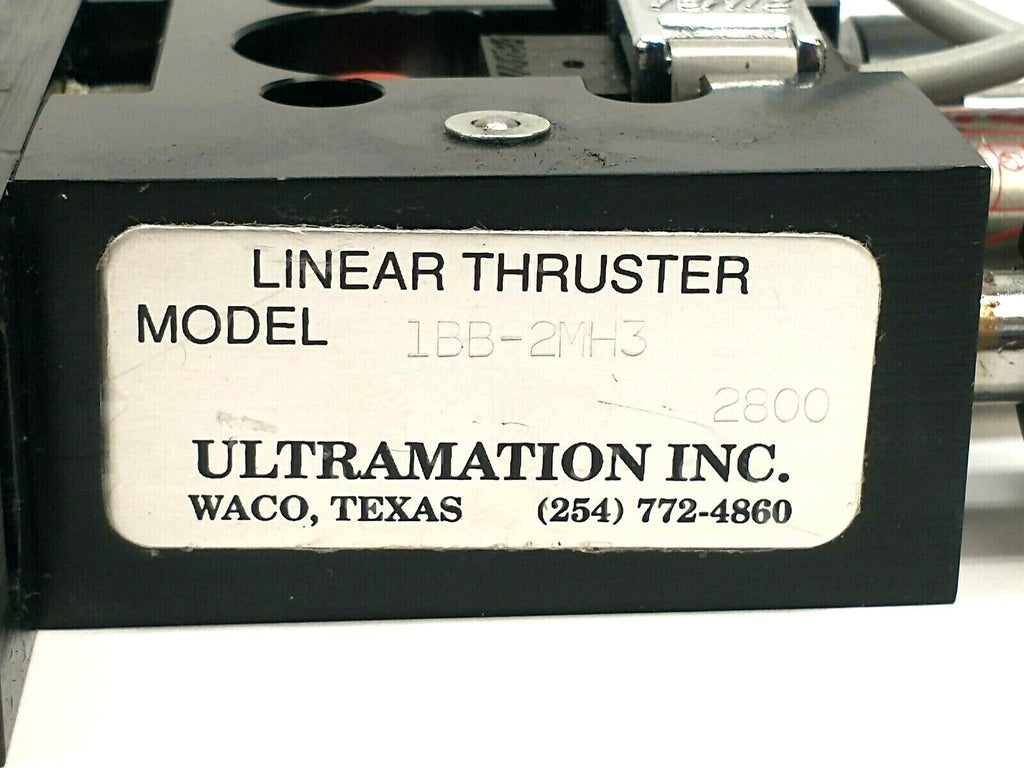 LINEAR THRUSTER
MODEL 1BB-2MH3
2800
ULTRAMATION INC.
WACO, TEXAS (254) 772-4860